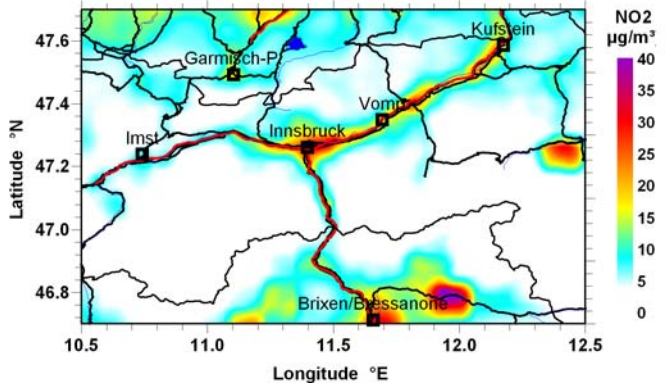 NO2
µg/m³
47.6
47.4
47.2
47.0
46.8
Latitude °N
Kufstein
Garmisch-P.
Vomp
Innsbruck
Imst
Brixen/Bressanone
40
35
30
25
20
15
10
5
0
10.5 11.0 11.5 12.0 12.5
Longitude °E